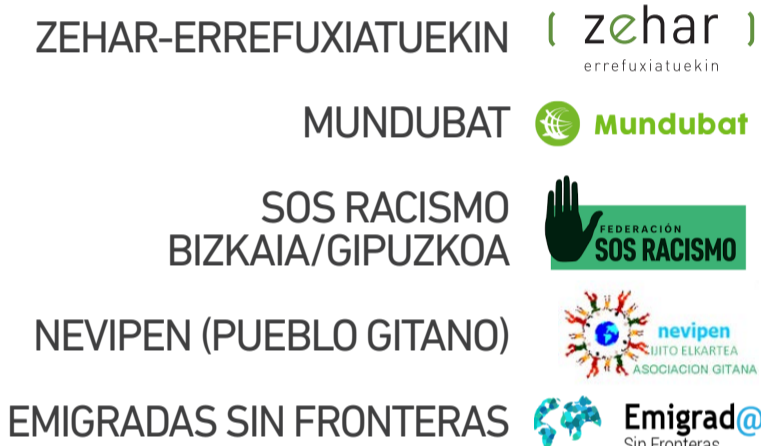 ZEHAR-ERREFUXIATUEKIN
zehar
errefuxiatuekin
MUNDUBAT
Mundubat
SOS RACISMO
BIZKAIA/GIPUZKOA
FEDERACIÓN
SOS RACISMO
NEVIPEN (PUEBLO GITANO)
nevipen
IJITO ELKARTEA
ASOCIACION GITANA
EMIGRADAS SIN FRONTERAS
Emigrad@
Sin Fronteras